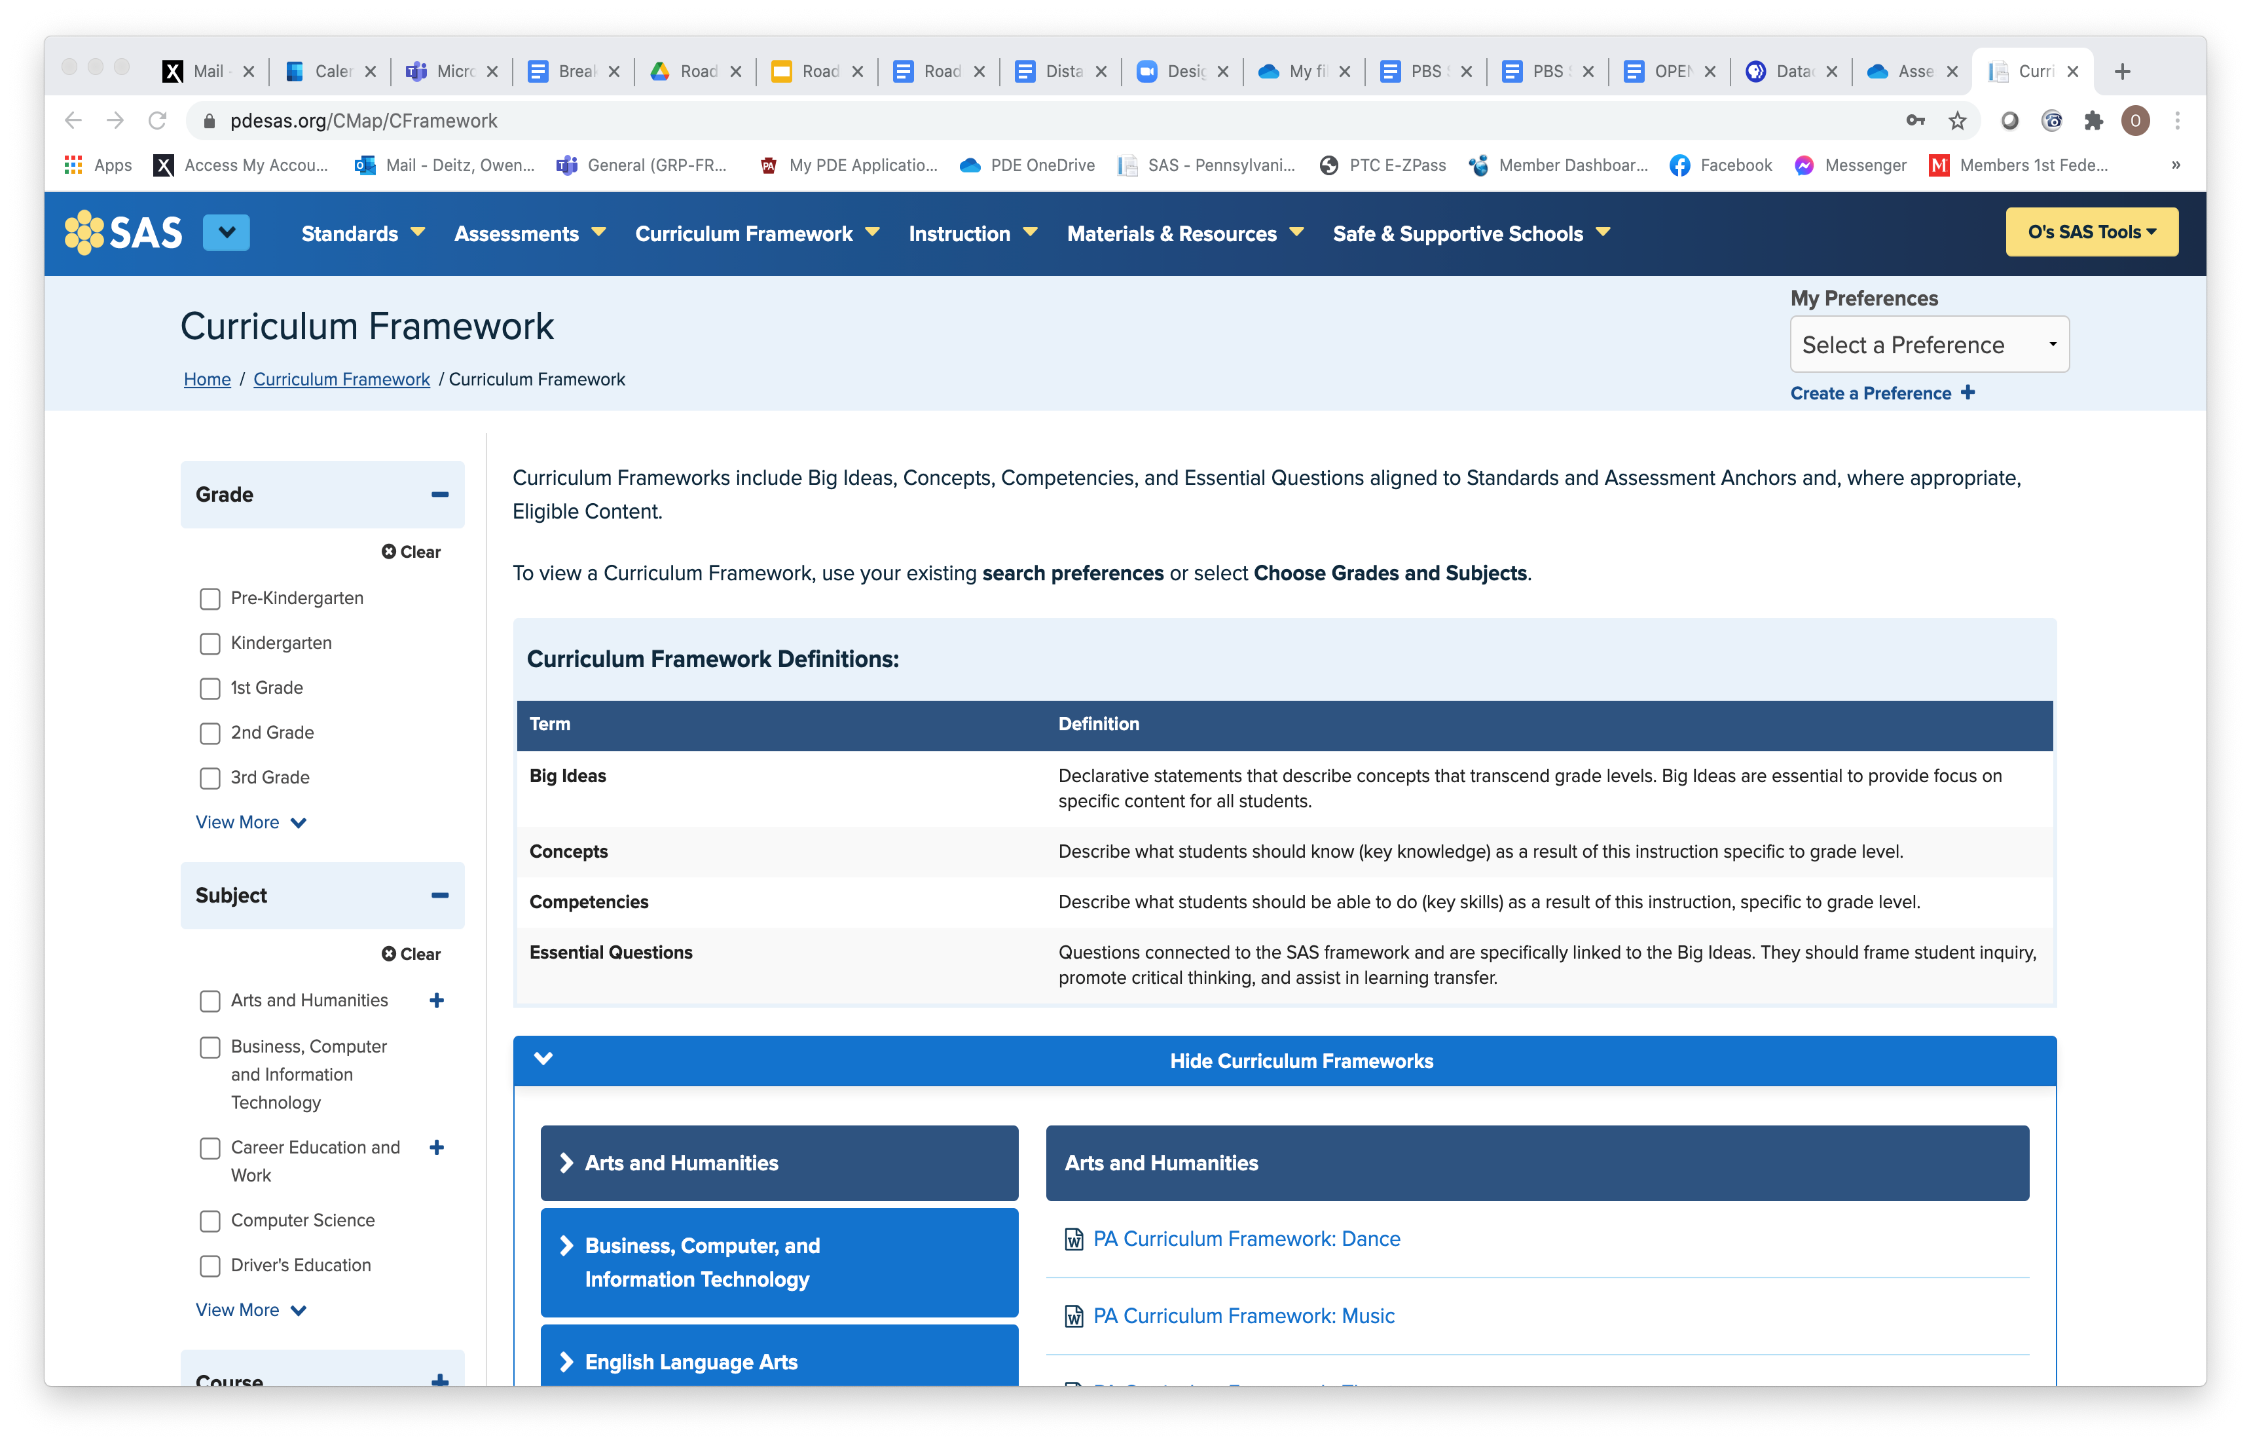 Mail
Caler
Micrc
Breal
Road
Road
Road
Dista
Desig
My fi
PBS
PBS
OPEN
Datac
Asse
Curri
pdesas.org/CMap/CFramework
O
Apps
Access My Accou...
Mail - Deitz, Owen...
General (GRP-FR...
My PDE Applicatio...
PDE OneDrive
SAS - Pennsylvani...
PTC E-ZPass
Member Dashboar...
Facebook
Messenger
Members 1st Fede...
»
SAS
Standards
Assessments
Curriculum Framework
Instruction
Materials & Resources
Safe & Supportive Schools
O's SAS Tools
Curriculum Framework
Home / Curriculum Framework / Curriculum Framework
My Preferences
Select a Preference
Create a Preference +
Grade
Clear
Pre-Kindergarten
Kindergarten
1st Grade
2nd Grade
3rd Grade
View More
Subject
Clear
Arts and Humanities
Business, Computer
and Information
Technology
Career Education and
Work
Computer Science
Driver's Education
View More
Course
Curriculum Frameworks include Big Ideas, Concepts, Competencies, and Essential Questions aligned to Standards and Assessment Anchors and, where appropriate,
Eligible Content.
To view a Curriculum Framework, use your existing search preferences or select Choose Grades and Subjects.
Curriculum Framework Definitions:
Term
Definition
Big Ideas
Declarative statements that describe concepts that transcend grade levels. Big Ideas are essential to provide focus on
specific content for all students.
Concepts
Describe what students should know (key knowledge) as a result of this instruction specific to grade level.
Competencies
Describe what students should be able to do (key skills) as a result of this instruction, specific to grade level.
Essential Questions
Questions connected to the SAS framework and are specifically linked to the Big Ideas. They should frame student inquiry,
promote critical thinking, and assist in learning transfer.
Hide Curriculum Frameworks
Arts and Humanities
Business, Computer, and
Information Technology
English Language Arts
Arts and Humanities
PA Curriculum Framework: Dance
PA Curriculum Framework: Music